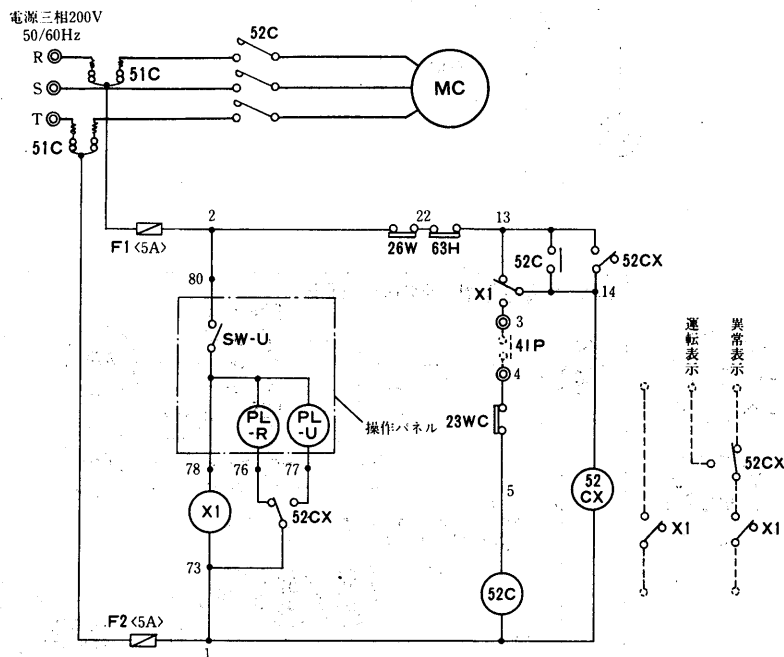 電源三相200V
50/60Hz
R
S
T
51C
51C
52C
MC
F1<5A>
2
22
13
26W
63H
52C
52CX
80
X1
14
SW-U
3
41P
4
運転表示
異常表示
PL
-R
PL
-U
操作パネル
23WC
78
76
77
52CX
52
CX
52CX
X1
5
X1
X1
73
52C
F2<5A>
1